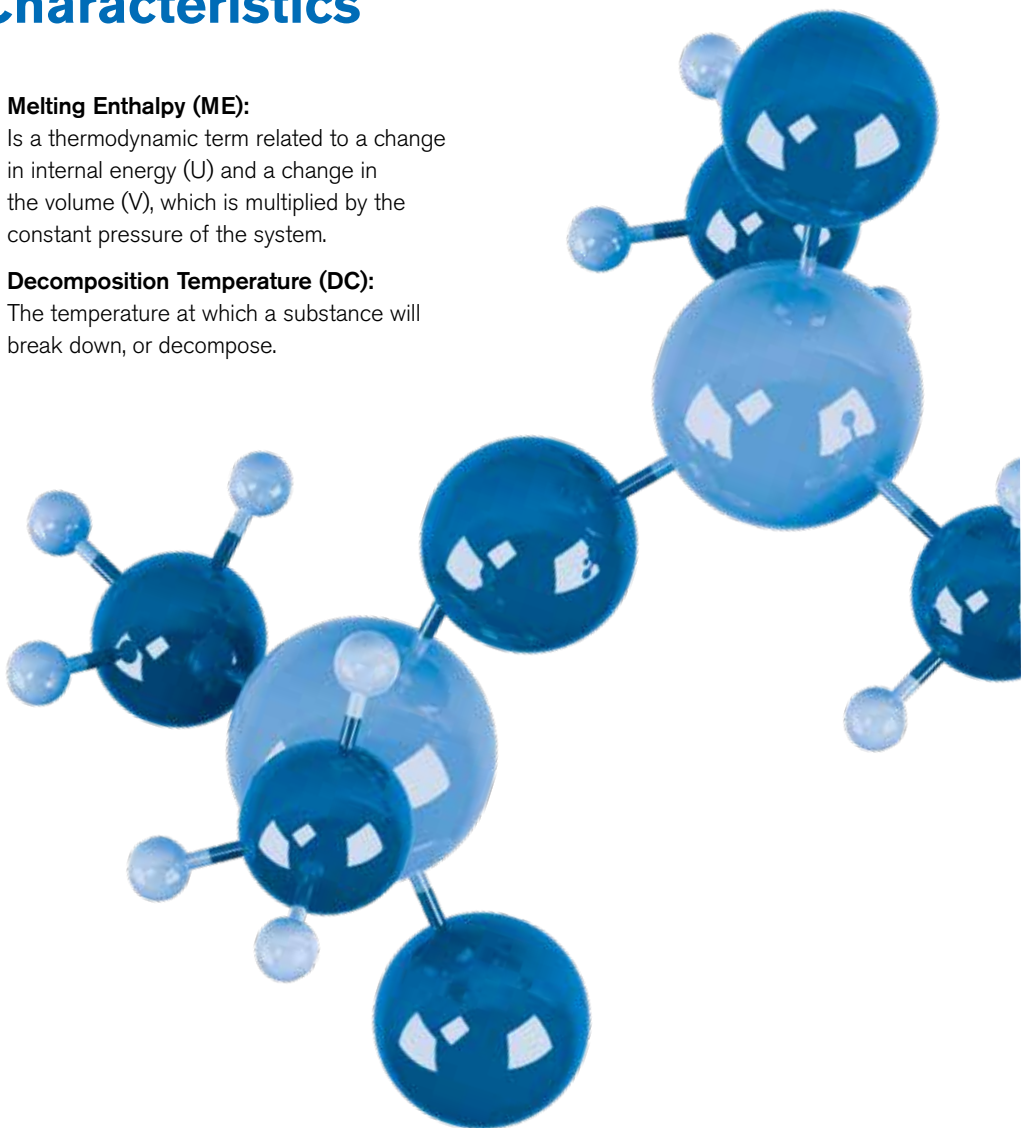 Characteristics
Melting Enthalpy (ME):
Is a thermodynamic term related to a change
in internal energy (U) and a change in
the volume (V), which is multiplied by the
constant pressure of the system.
Decomposition Temperature (DC):
The temperature at which a substance will
break down, or decompose.